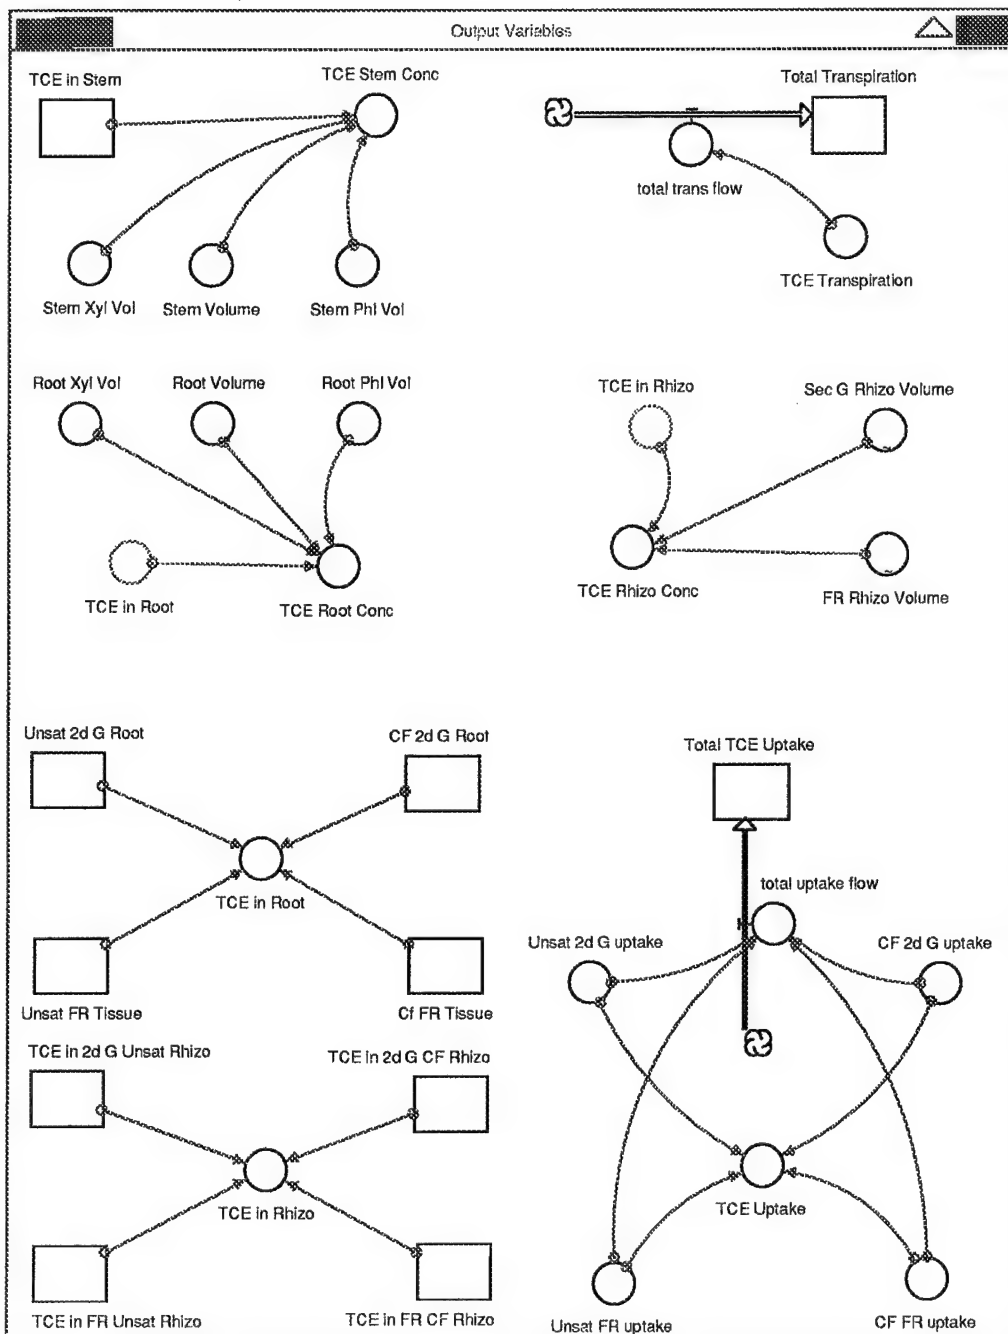 Output Variables
TCE in Stem
TCE Stem Conc
Total Transpiration
total trans flow
Stem Xyl Vol
Stem Volume
Stem Phl Vol
TCE Transpiration
Root Xyl Vol
Root Volume
Root Phl Vol
TCE in Rhizo
Sec G Rhizo Volume
TCE in Root
TCE Root Conc
TCE Rhizo Conc
FR Rhizo Volume
Unsat 2d G Root
CF 2d G Root
TCE in Root
Unsat FR Tissue
Cf FR Tissue
Total TCE Uptake
total uptake flow
Unsat 2d G uptake
CF 2d G uptake
TCE in 2d G Unsat Rhizo
TCE in 2d G CF Rhizo
TCE in Rhizo
TCE in FR Unsat Rhizo
TCE in FR CF Rhizo
TCE Uptake
Unsat FR uptake
CF FR uptake